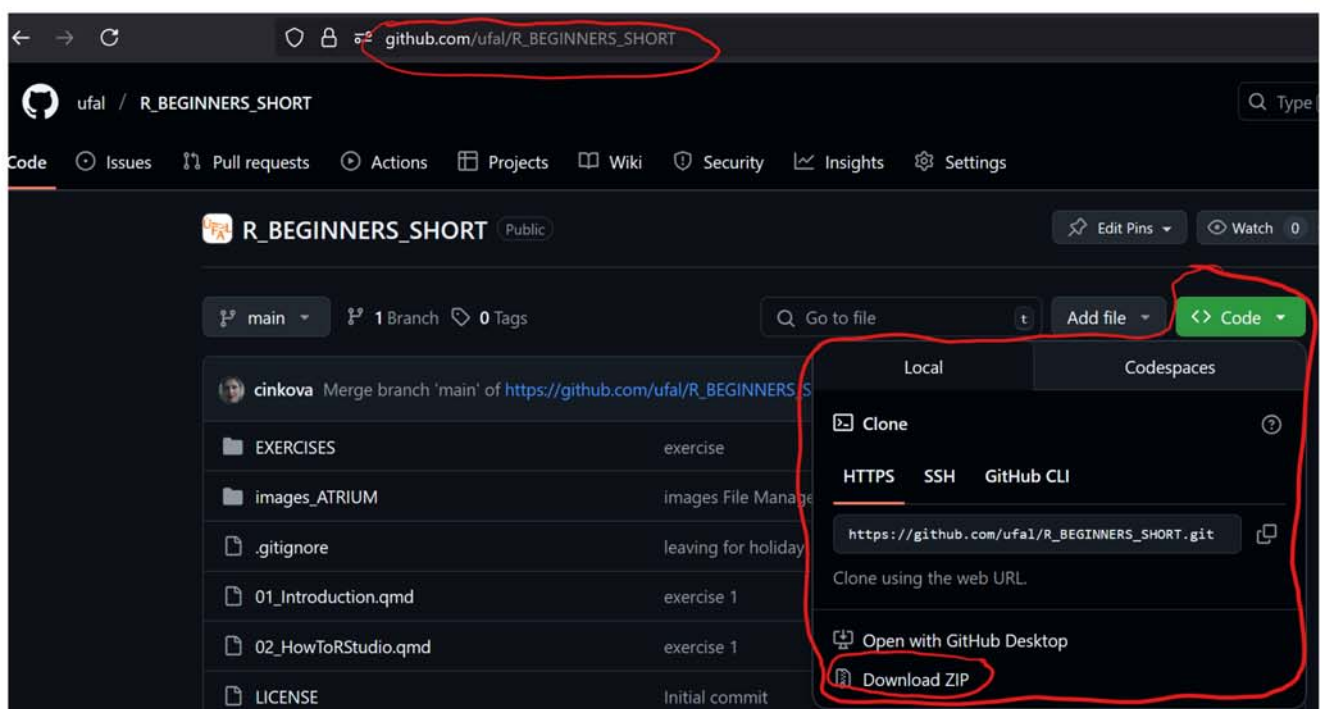 github.com/ufal/R_BEGINNERS_SHORT
ufal / R_BEGINNERS_SHORT
Type
Code Issues Pull requests Actions Projects Wiki Security Insights Settings
R_BEGINNERS_SHORT Public
Edit Pins Watch 0
main 1 Branch 0 Tags
Go to file t Add file <> Code
cinkova Merge branch 'main' of https://github.com/ufal/R_BEGINNERS_S
EXERCISES exercise
images_ATRIUM images File Manage
.gitignore leaving for holiday
01_Introduction.qmd exercise 1
02_HowToRStudio.qmd exercise 1
LICENSE Initial commit
Local Codespaces
Clone
HTTPS SSH GitHub CLI
https://github.com/ufal/R_BEGINNERS_SHORT.git
Clone using the web URL.
Open with GitHub Desktop
Download ZIP